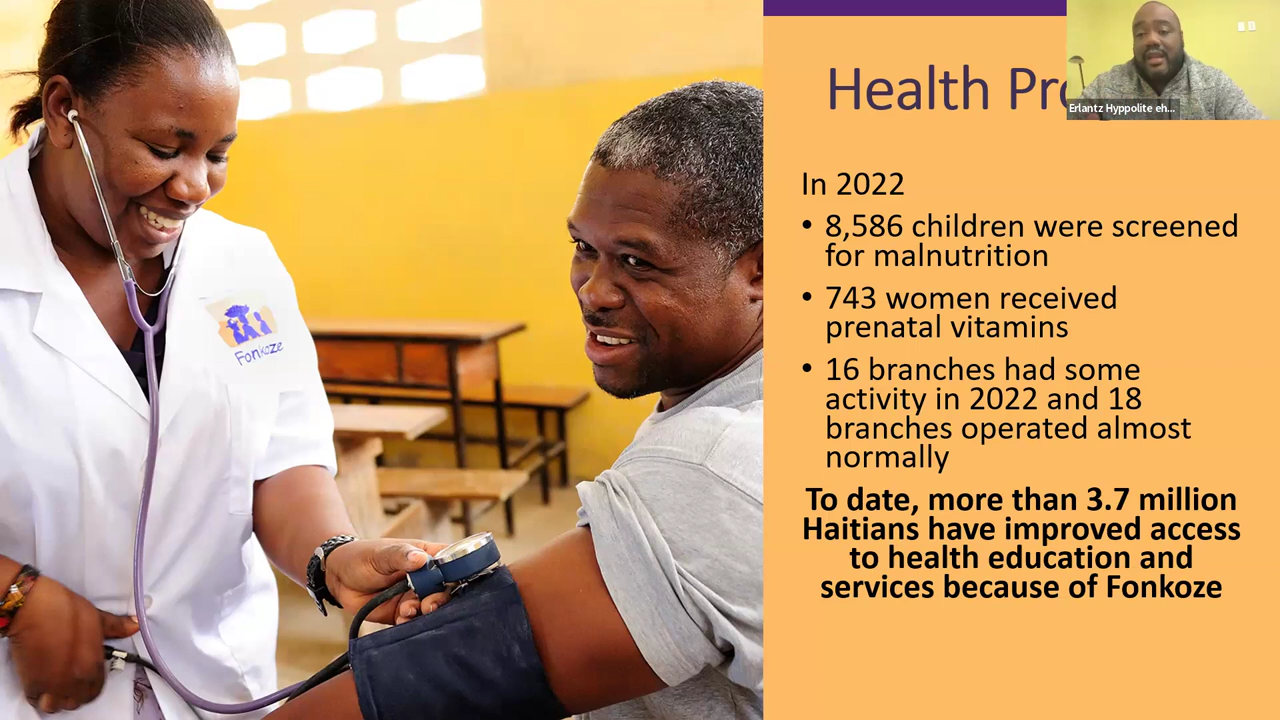 Health Pro
Erlantz Hyppolite eh...
In 2022
• 8,586 children were screened
for malnutrition
• 743 women received
prenatal vitamins
• 16 branches had some
activity in 2022 and 18
branches operated almost
normally
To date, more than 3.7 million
Haitians have improved access
to health education and
services because of Fonkoze
Fonkoze